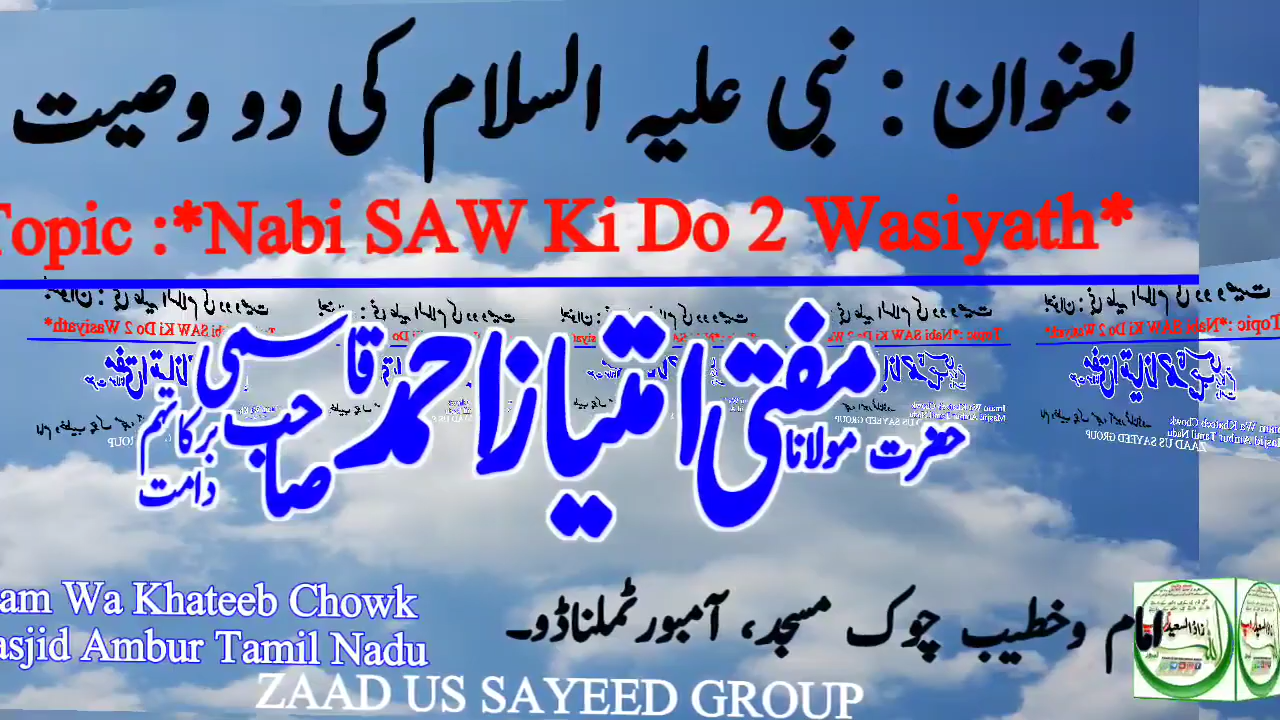 بعنوان : نبی علیہ السلام کی دو وصیت
Topic :*Nabi SAW Ki Do 2 Wasiyath*
حضرت مولانا مفتی امتیاز احمد قاسمی صاحب دامت برکاتہم
امام وخطیب چوک مسجد، آمبور ٹملناڈو۔
am Wa Khateeb Chowk
asjid Ambur Tamil Nadu
ZAAD US SAYEED GROUP